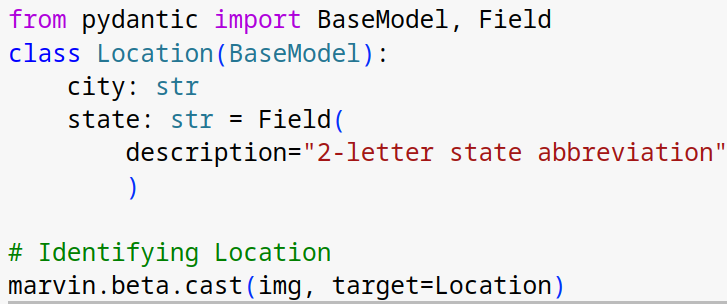 from pydantic import BaseModel, Field
class Location(BaseModel):
    city: str
    state: str = Field(
        description="2-letter state abbreviation"
        )

# Identifying Location
marvin.beta.cast(img, target=Location)